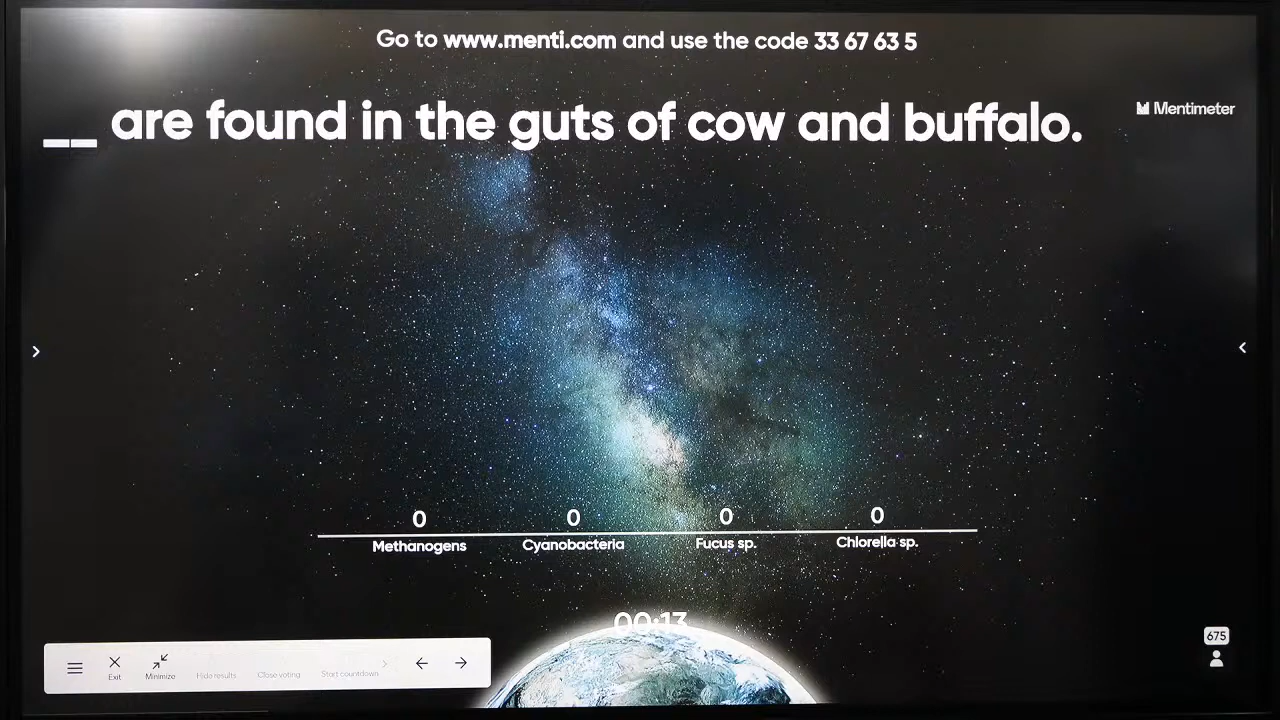 Go to www.menti.com and use the code 33 67 63 5
__ are found in the guts of cow and buffalo.
Mentimeter
0 0 0 0
Methanogens Cyanobacteria Fucus sp. Chlorella sp.
00:13
Exit Minimize Hide results Close voting Start countdown
675